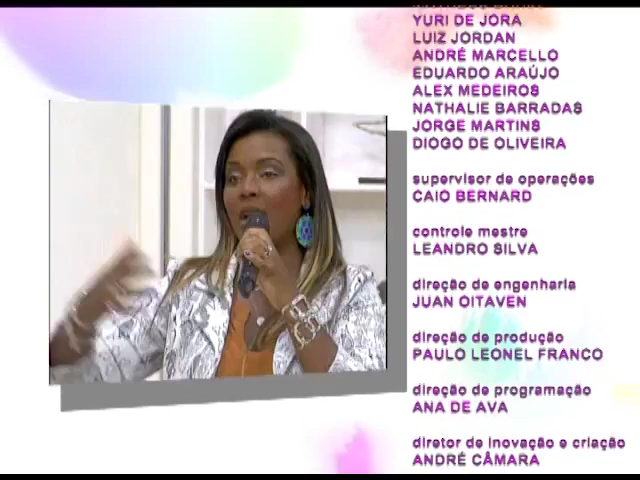 YURI DE JORA
LUIZ JORDAN
ANDRÉ MARCELLO
EDUARDO ARAÚJO
ALEX MEDEIROS
NATHALIE BARRADAS
JORGE MARTINS
DIOGO DE OLIVEIRA
supervisor de operações
CAIO BERNARD
controle mestre
LEANDRO SILVA
direção de engenharia
JUAN OITAVEN
direção de produção
PAULO LEONEL FRANCO
direção de programação
ANA DE AVA
diretor de inovação e criação
ANDRÉ CÂMARA